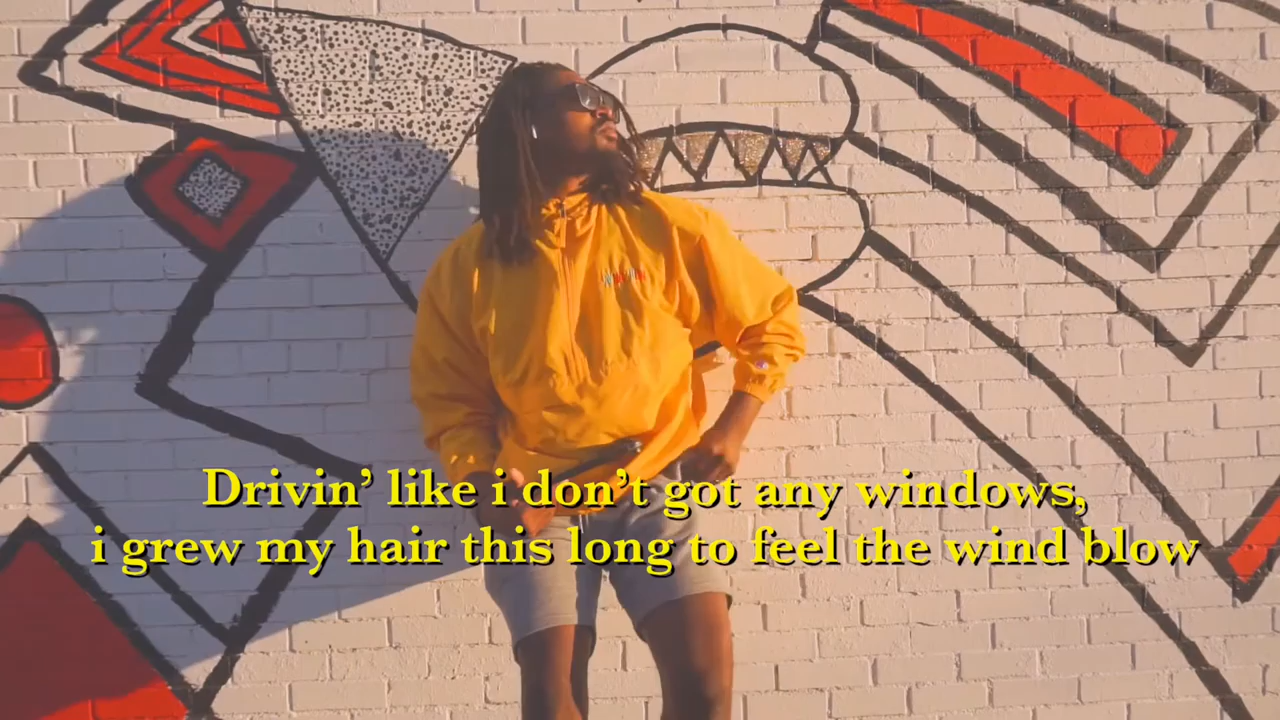 Drivin’ like i don’t got any windows,
i grew my hair this long to feel the wind blow